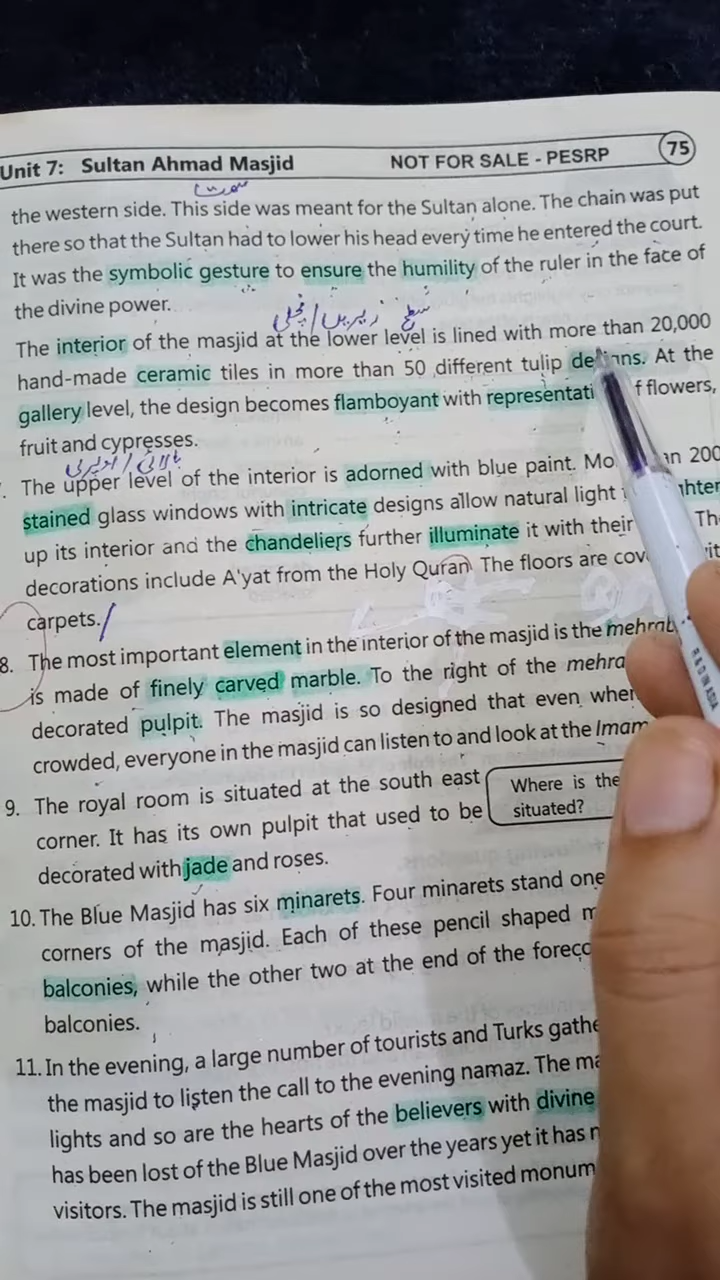 Unit 7: Sultan Ahmad Masjid NOT FOR SALE - PESRP 75
the western side. This side was meant for the Sultan alone. The chain was put
there so that the Sultan had to lower his head every time he entered the court.
It was the symbolic gesture to ensure the humility of the ruler in the face of
the divine power.
سطح زیریں/نچلی
The interior of the masjid at the lower level is lined with more than 20,000
hand-made ceramic tiles in more than 50 different tulip designs. At the
gallery level, the design becomes flamboyant with representati f flowers,
fruit and cypresses.
بالائی/اوپری
The upper level of the interior is adorned with blue paint. Mo an 200
stained glass windows with intricate designs allow natural light ighten
up its interior and the chandeliers further illuminate it with their Th
decorations include A'yat from the Holy Quran The floors are cov wit
carpets.
8. The most important element in the interior of the masjid is the mehrab
is made of finely carved marble. To the right of the mehra
decorated pulpit. The masjid is so designed that even when
crowded, everyone in the masjid can listen to and look at the Imam
9. The royal room is situated at the south east
corner. It has its own pulpit that used to be
decorated with jade and roses.
Where is the
situated?
10. The Blue Masjid has six minarets. Four minarets stand one
corners of the masjid. Each of these pencil shaped m
balconies, while the other two at the end of the forecc
balconies.
11. In the evening, a large number of tourists and Turks gathe
the masjid to listen the call to the evening namaz. The ma
lights and so are the hearts of the believers with divine
has been lost of the Blue Masjid over the years yet it has n
visitors. The masjid is still one of the most visited monum